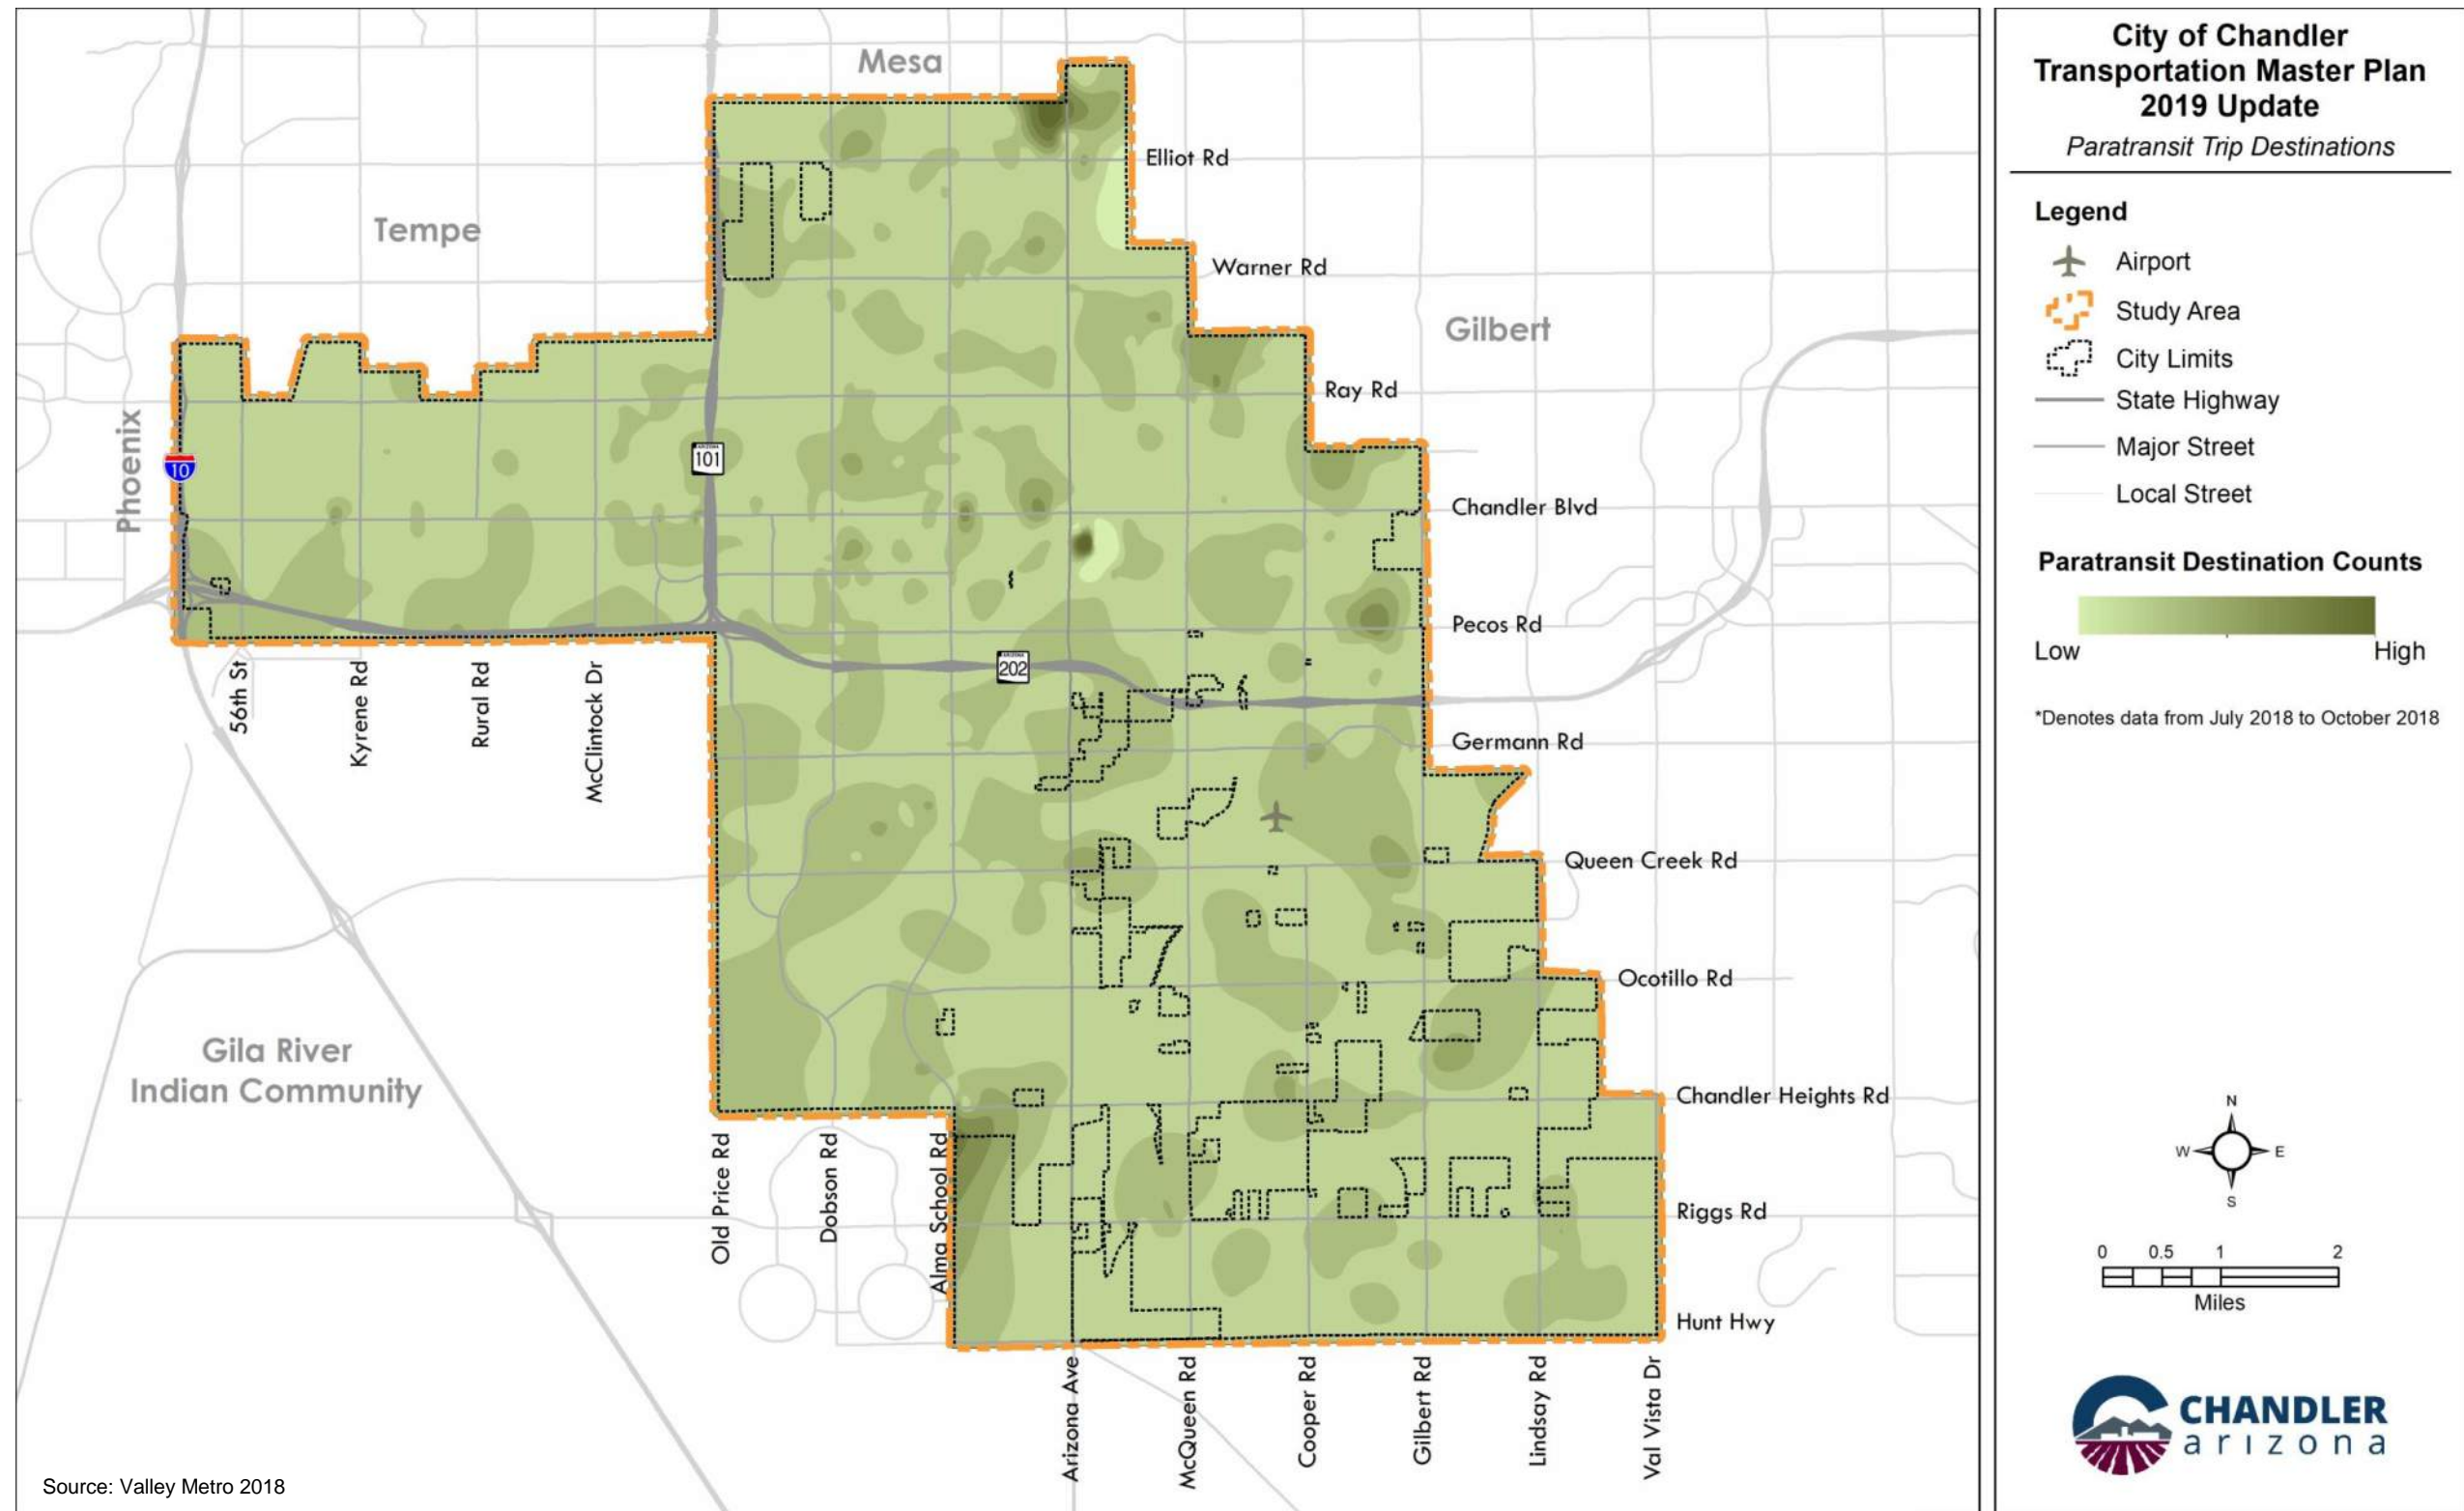 Mesa
Elliot Rd
Tempe
Warner Rd
Gilbert
Ray Rd
Phoenix
10
ARIZONA
101
Chandler Blvd
Pecos Rd
ARIZONA
202
56th St
Kyrene Rd
Rural Rd
McClintock Dr
Germann Rd
Queen Creek Rd
Ocotillo Rd
Gila River
Indian Community
Chandler Heights Rd
Old Price Rd
Dobson Rd
Alma School Rd
Riggs Rd
Hunt Hwy
Arizona Ave
McQueen Rd
Cooper Rd
Gilbert Rd
Lindsay Rd
Val Vista Dr
Source: Valley Metro 2018
City of Chandler
Transportation Master Plan
2019 Update
Paratransit Trip Destinations
Legend
Airport
Study Area
City Limits
State Highway
Major Street
Local Street
Paratransit Destination Counts
Low High
*Denotes data from July 2018 to October 2018
N
W E
S
0 0.5 1 2
Miles
CHANDLER
arizona